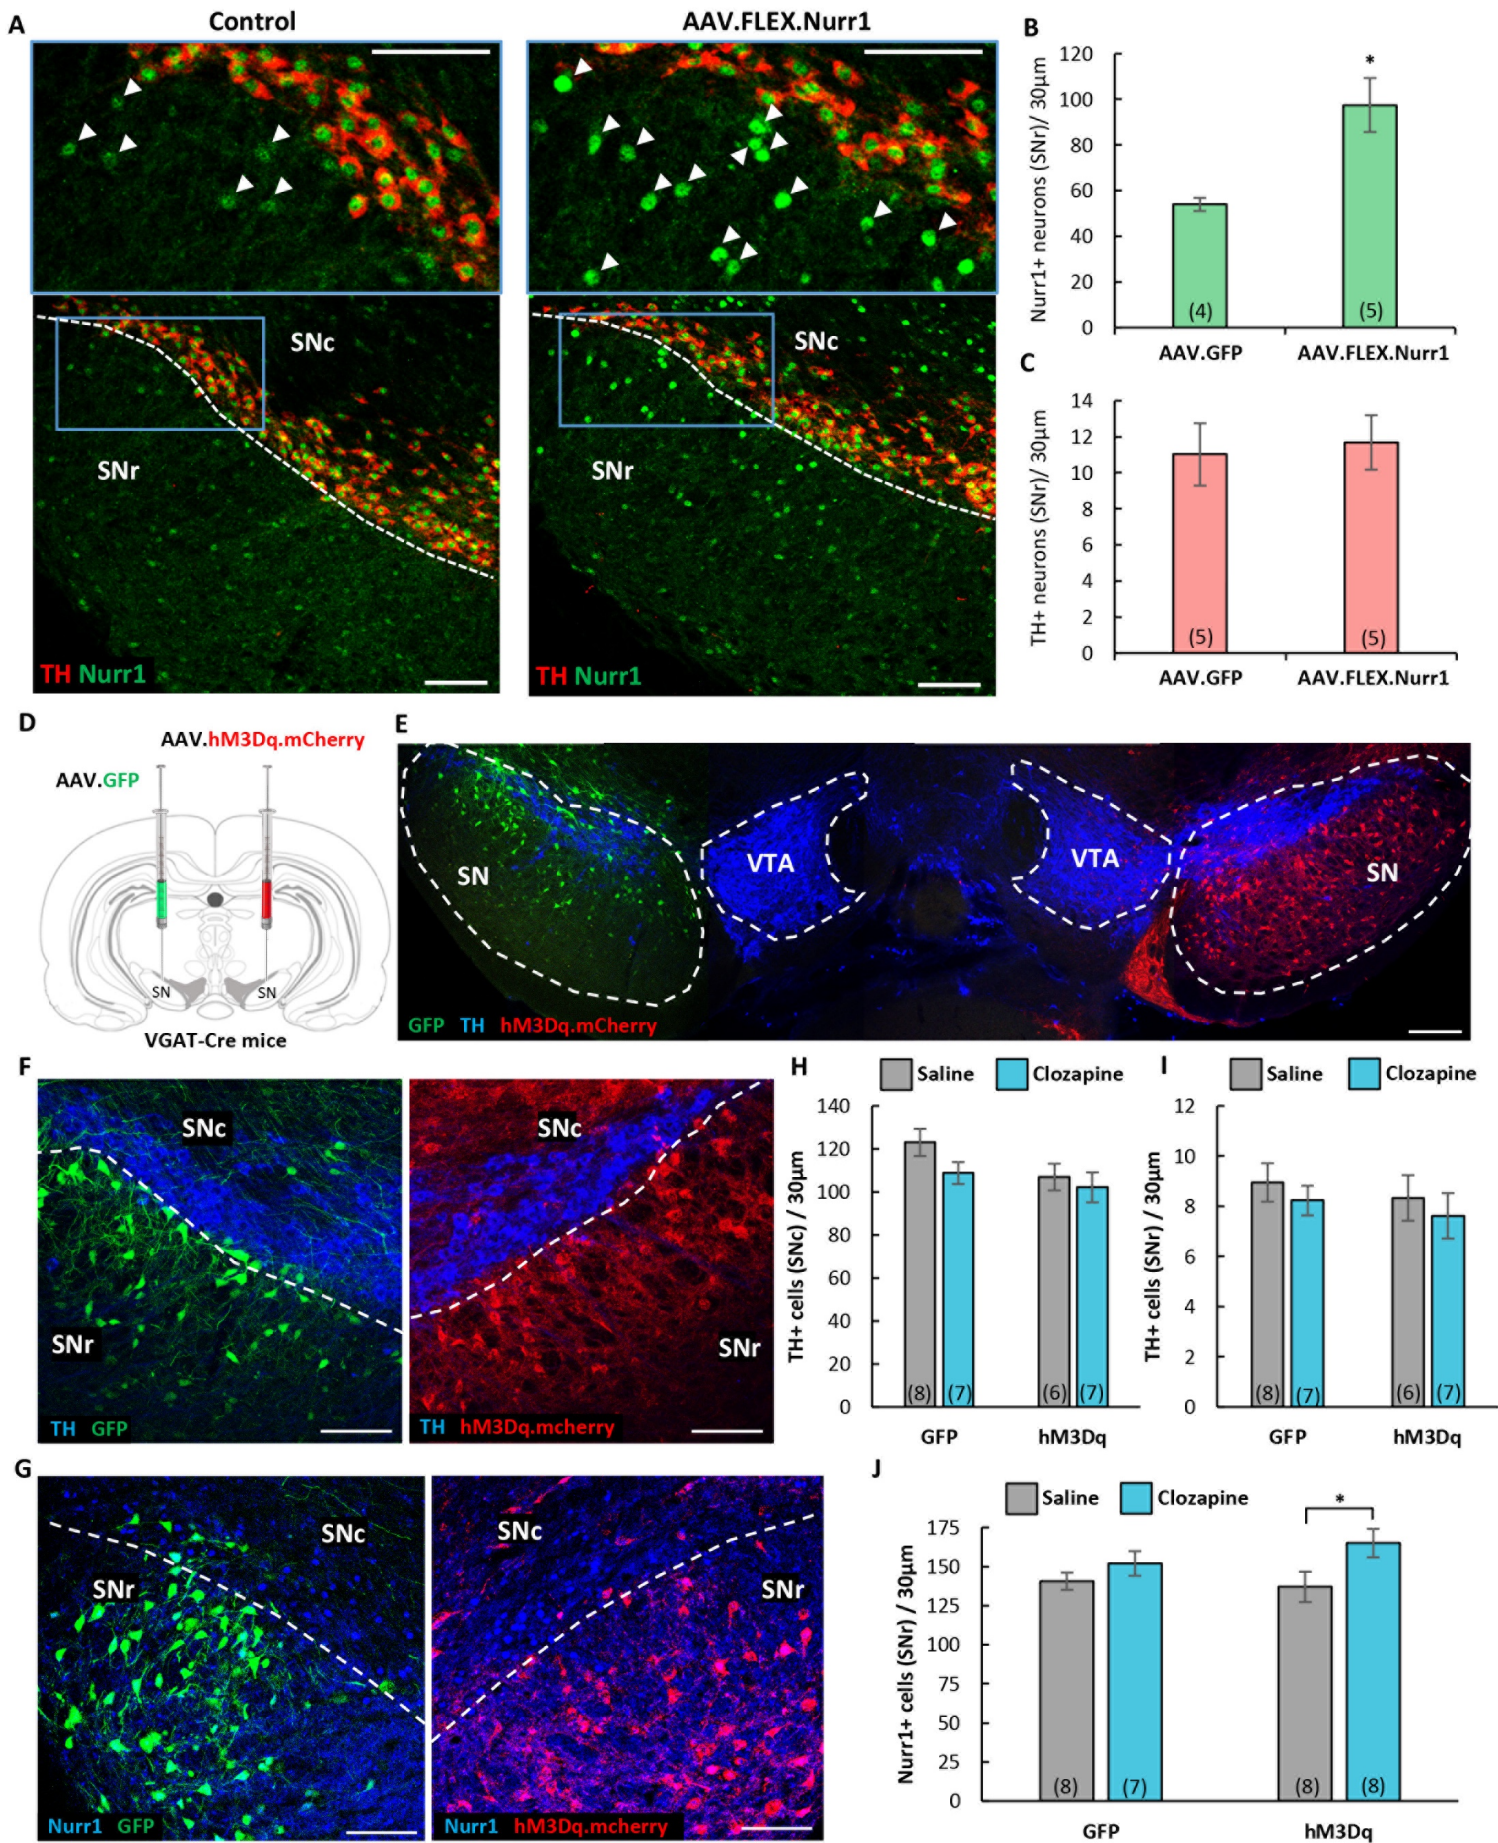 A
Control
AAV.FLEX.Nurr1
SNc
SNr
TH Nurr1
SNc
SNr
TH Nurr1
B
Nurr1+ neurons (SNr)/ 30µm
120
100
80
60
40
20
0
*
(4)
(5)
AAV.GFP
AAV.FLEX.Nurr1
C
TH+ neurons (SNr)/ 30µm
14
12
10
8
6
4
2
0
(5)
(5)
AAV.GFP
AAV.FLEX.Nurr1
D
AAV.hM3Dq.mCherry
AAV.GFP
SN
SN
VGAT-Cre mice
E
SN
VTA
VTA
SN
GFP TH hM3Dq.mCherry
F
SNc
SNr
TH GFP
SNc
SNr
TH hM3Dq.mcherry
G
SNc
SNr
Nurr1 GFP
SNc
SNr
Nurr1 hM3Dq.mcherry
H
Saline
Clozapine
TH+ cells (SNc) / 30µm
140
120
100
80
60
40
20
0
(8)
(7)
(6)
(7)
GFP
hM3Dq
I
Saline
Clozapine
TH+ cells (SNr) / 30µm
12
10
8
6
4
2
0
(8)
(7)
(6)
(7)
GFP
hM3Dq
J
Saline
Clozapine
Nurr1+ cells (SNr) / 30µm
175
150
125
100
75
50
25
0
*
(8)
(7)
(8)
(8)
GFP
hM3Dq